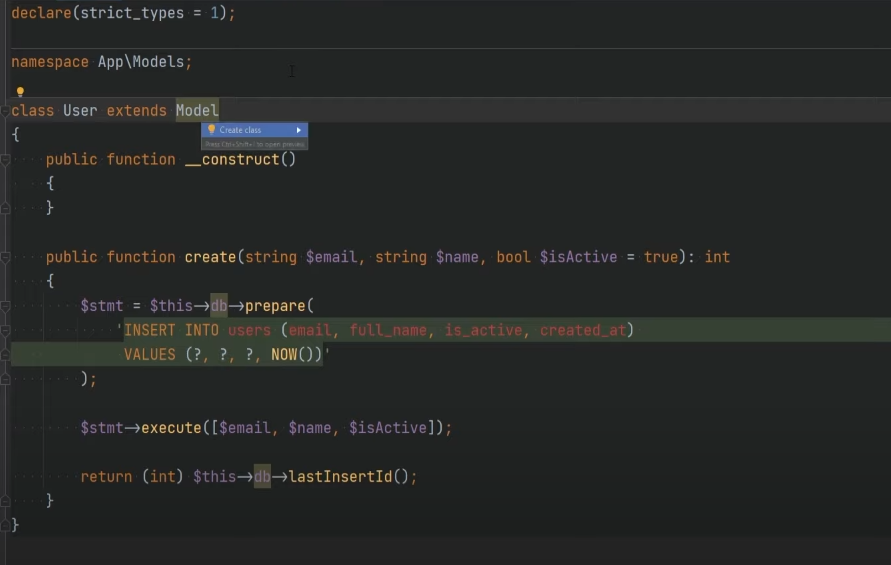 declare(strict_types = 1);
namespace App\Models;
class User extends Model
{
Create class
Press Ctrl+Shift+I to open preview
public function __construct()
{
}
public function create(string $email, string $name, bool $isActive = true): int
{
$stmt = $this->db->prepare(
'INSERT INTO users (email, full_name, is_active, created_at)
VALUES (?, ?, ?, NOW())'
);
$stmt->execute([$email, $name, $isActive]);
return (int) $this->db->lastInsertId();
}
}